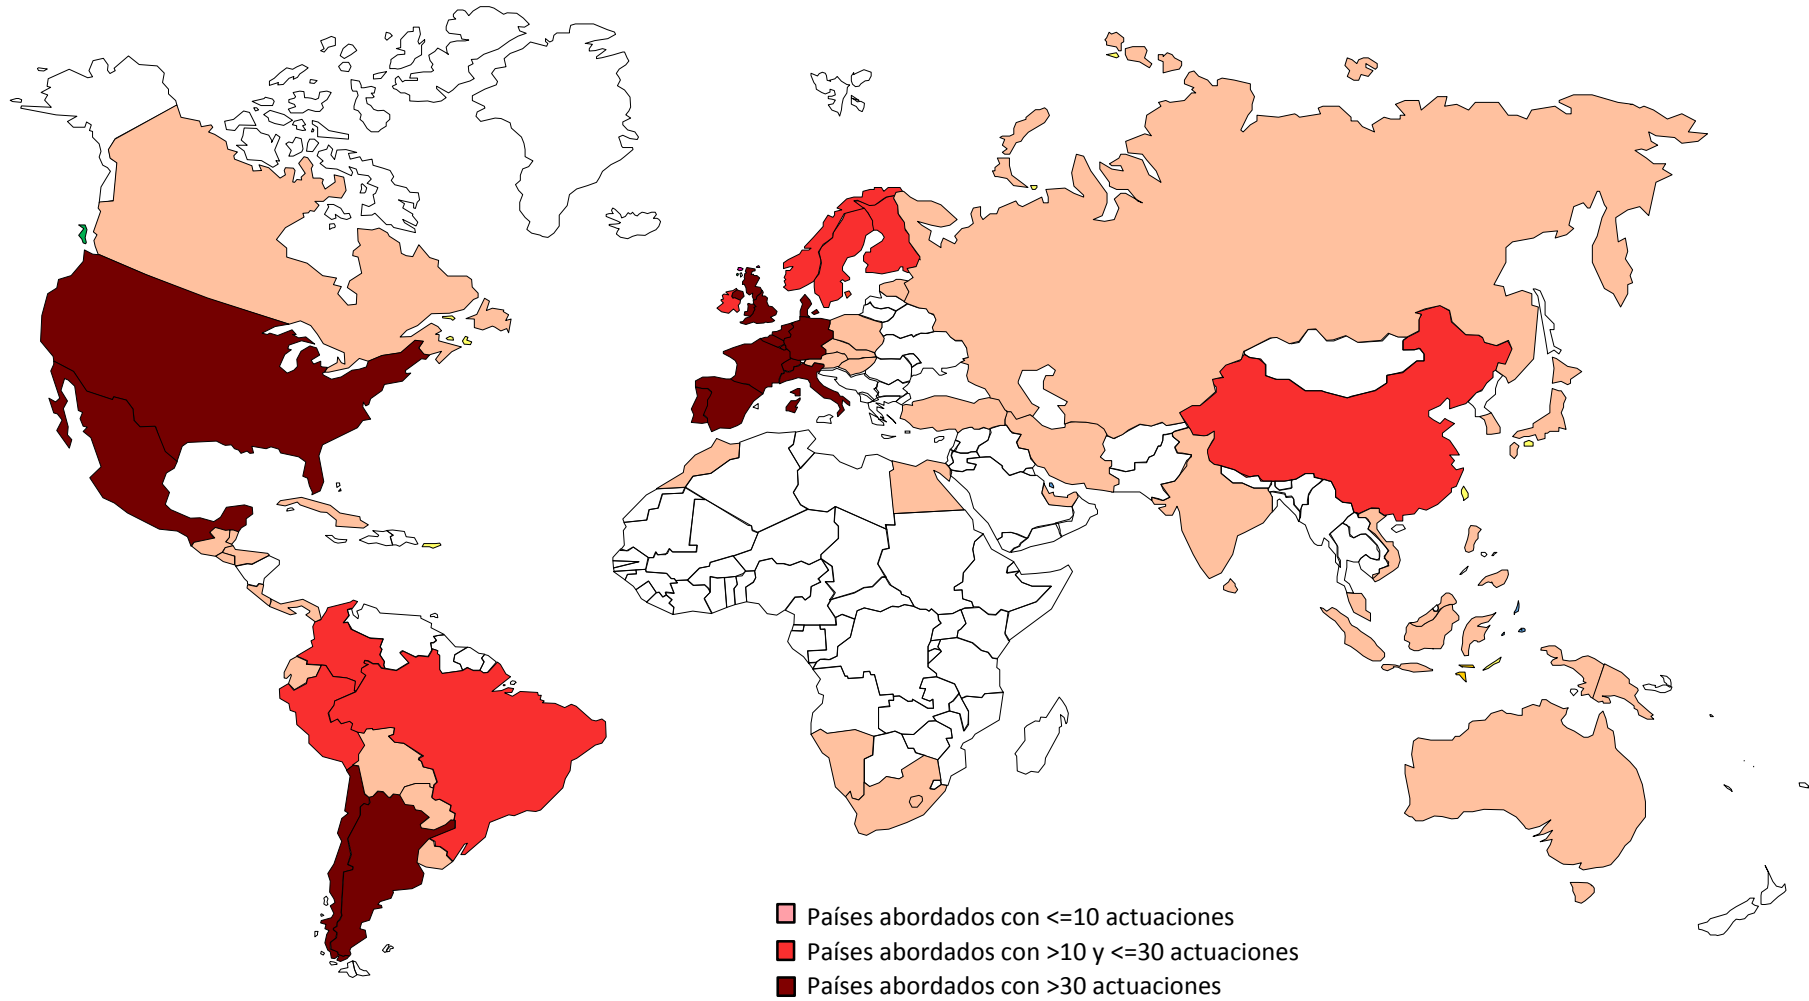 Países abordados con <=10 actuaciones
Países abordados con >10 y <=30 actuaciones
Países abordados con >30 actuaciones